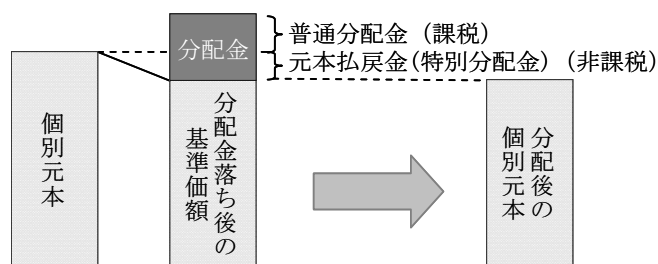 分配金
普通分配金（課税）
元本払戻金(特別分配金)（非課税）
個別元本
分配金落ち後の
基準価額
分配後の
個別元本